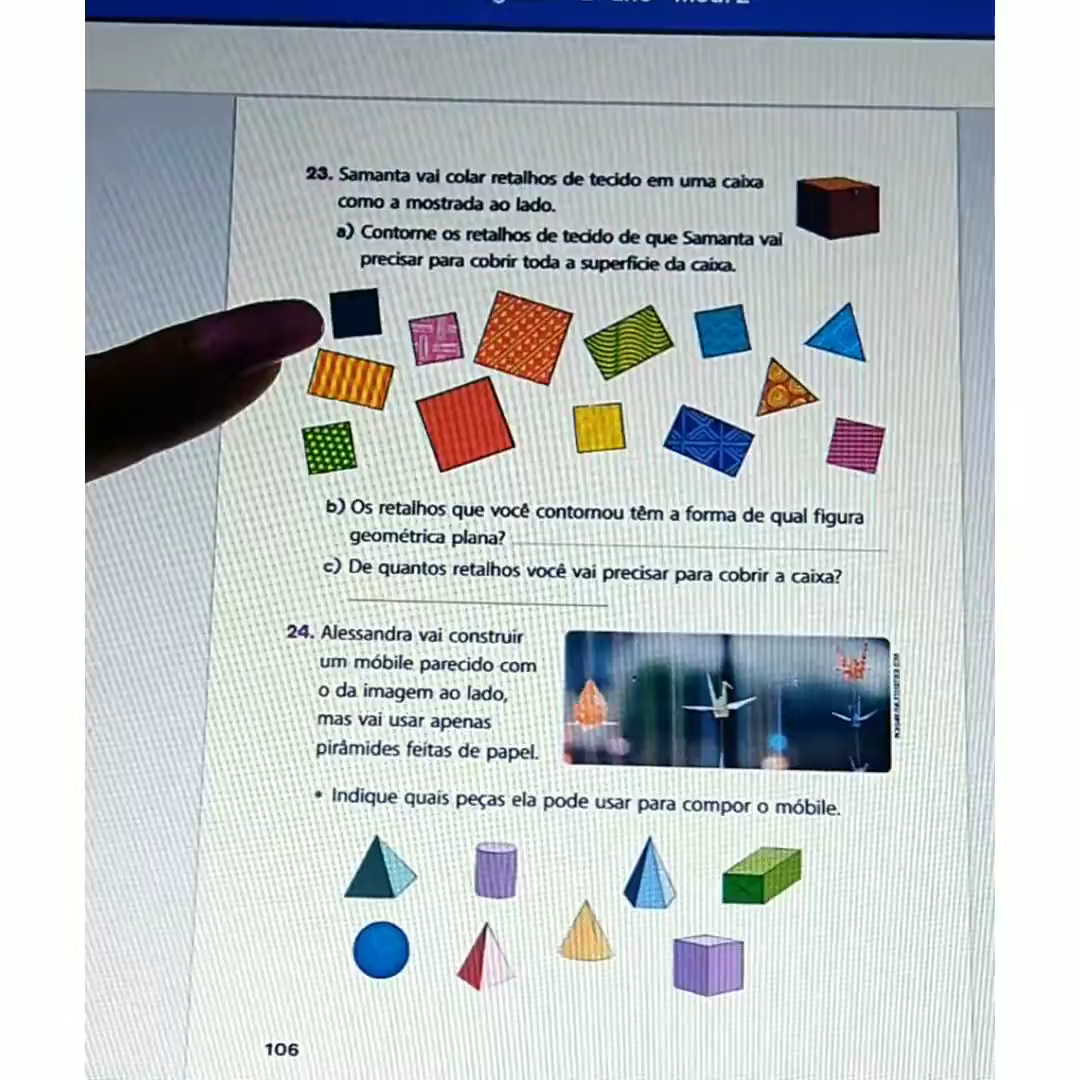 23. Samanta vai colar retalhos de tecido em uma caixa
como a mostrada ao lado.
a) Contorne os retalhos de tecido de que Samanta vai
precisar para cobrir toda a superfície da caixa.
b) Os retalhos que você contornou têm a forma de qual figura
geométrica plana?
c) De quantos retalhos você vai precisar para cobrir a caixa?
24. Alessandra vai construir
um móbile parecido com
o da imagem ao lado,
mas vai usar apenas
pirâmides feitas de papel.
• Indique quais peças ela pode usar para compor o móbile.
106